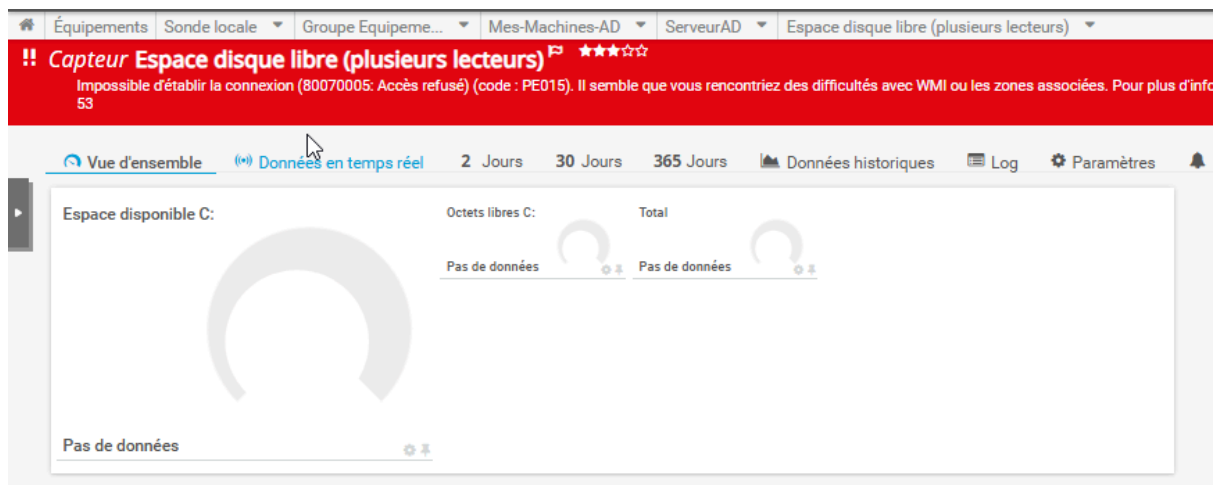 Équipements Sonde locale Groupe Equipeme... Mes-Machines-AD ServeurAD Espace disque libre (plusieurs lecteurs)
!! Capteur Espace disque libre (plusieurs lecteurs)
Impossible d'établir la connexion (80070005: Accès refusé) (code : PE015). Il semble que vous rencontriez des difficultés avec WMI ou les zones associées. Pour plus d'info
53
Vue d'ensemble Données en temps réel 2 Jours 30 Jours 365 Jours Données historiques Log Paramètres
Espace disponible C: Octets libres C: Total
Pas de données Pas de données
Pas de données